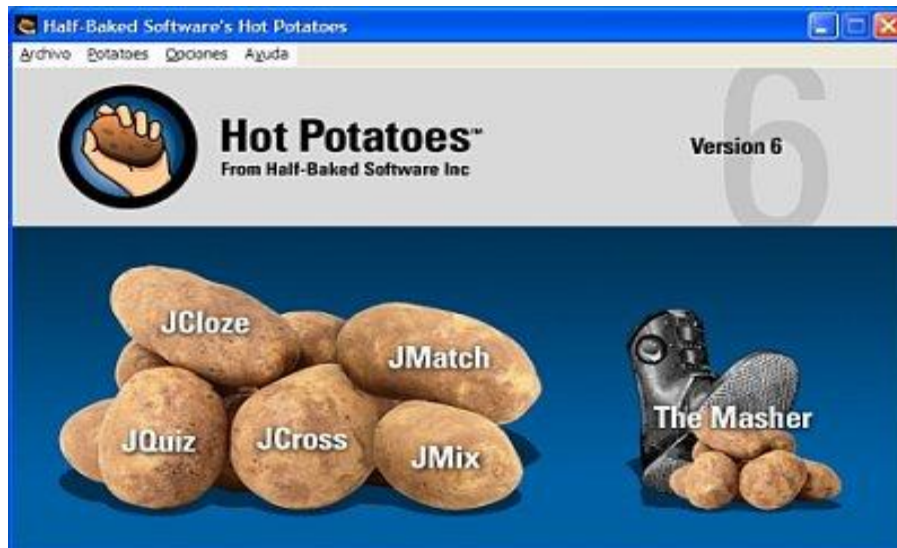 Half-Baked Software's Hot Potatoes
Archivo Potatoes Opciones Ayuda
Hot Potatoes™
From Half-Baked Software Inc
6
Version 6
JCloze
JMatch
JQuiz
JCross
JMix
The Masher